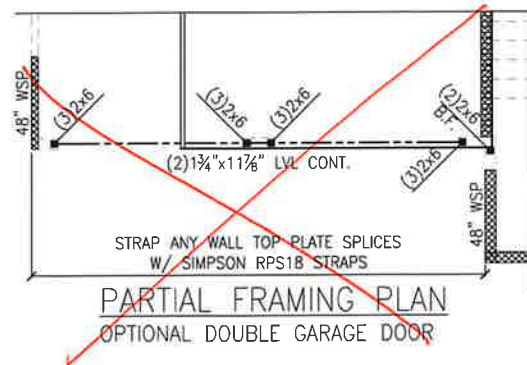 48" WSP
(3)2x6
(3)2x6
(3)2x6
(2)2x6
B.F.
(3)2x6
(2)1¾"x11⅞" LVL CONT.
48" WSP
STRAP ANY WALL TOP PLATE SPLICES
W/ SIMPSON RPS18 STRAPS
PARTIAL FRAMING PLAN
OPTIONAL DOUBLE GARAGE DOOR